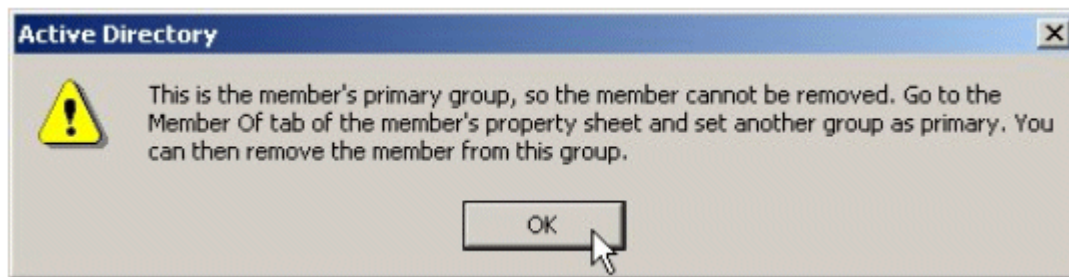 Active Directory
This is the member's primary group, so the member cannot be removed. Go to the
Member Of tab of the member's property sheet and set another group as primary. You
can then remove the member from this group.
OK